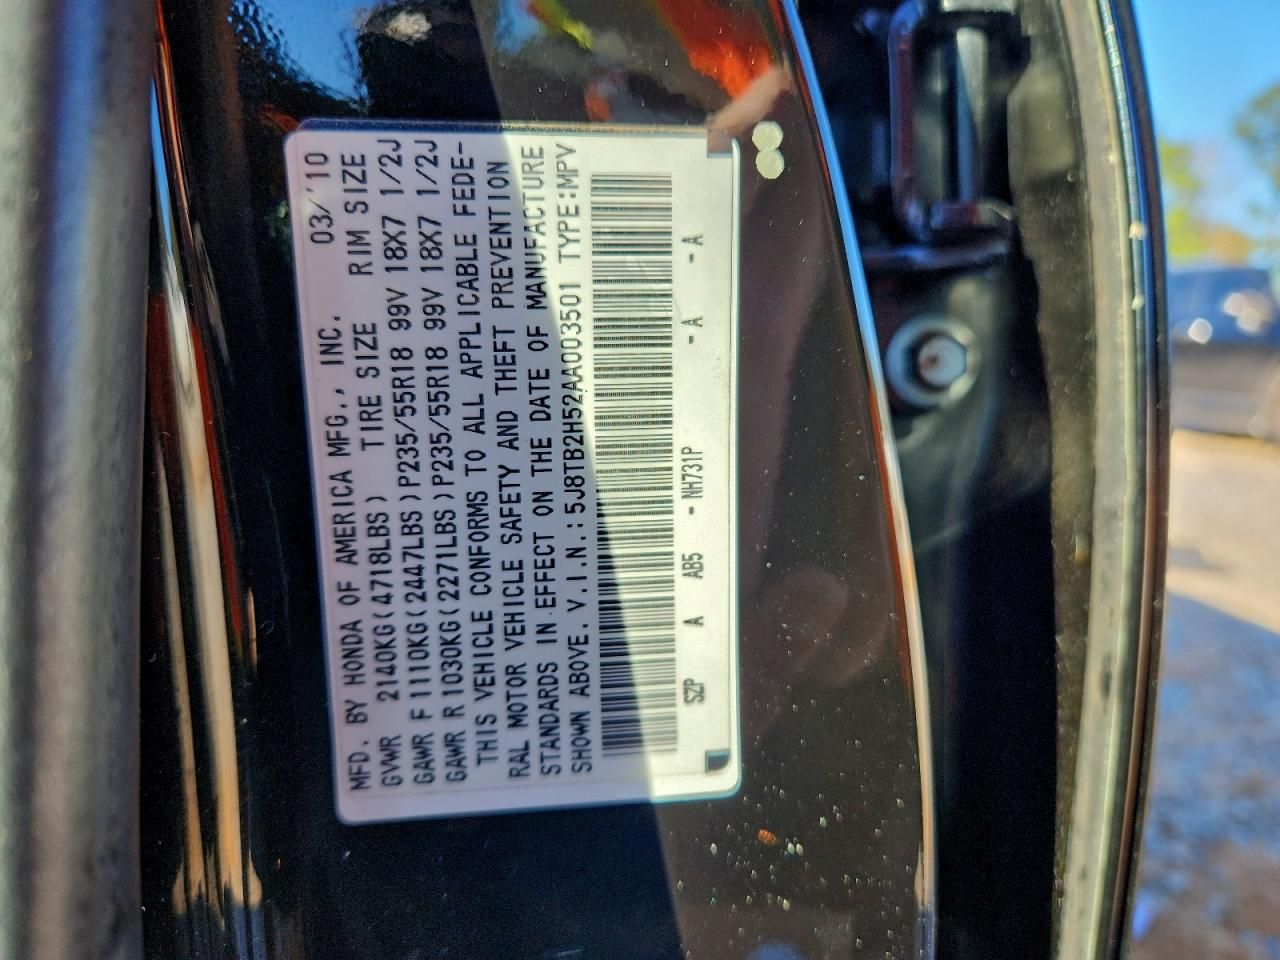 MFD. BY HONDA OF AMERICA MFG., INC. 03/'10
GVWR 2140KG(4718LBS) TIRE SIZE RIM SIZE
GAWR F 1110KG(2447LBS)P235/55R18 99V 18X7 1/2J
GAWR R 1030KG(2271LBS)P235/55R18 99V 18X7 1/2J
THIS VEHICLE CONFORMS TO ALL APPLICABLE FEDE-
RAL MOTOR VEHICLE SAFETY AND THEFT PREVENTION
STANDARDS IN EFFECT ON THE DATE OF MANUFACTURE
SHOWN ABOVE. V.I.N.:5J8TB2H52AA003501 TYPE:MPV
SZP A AB5 - NH731P - A - A